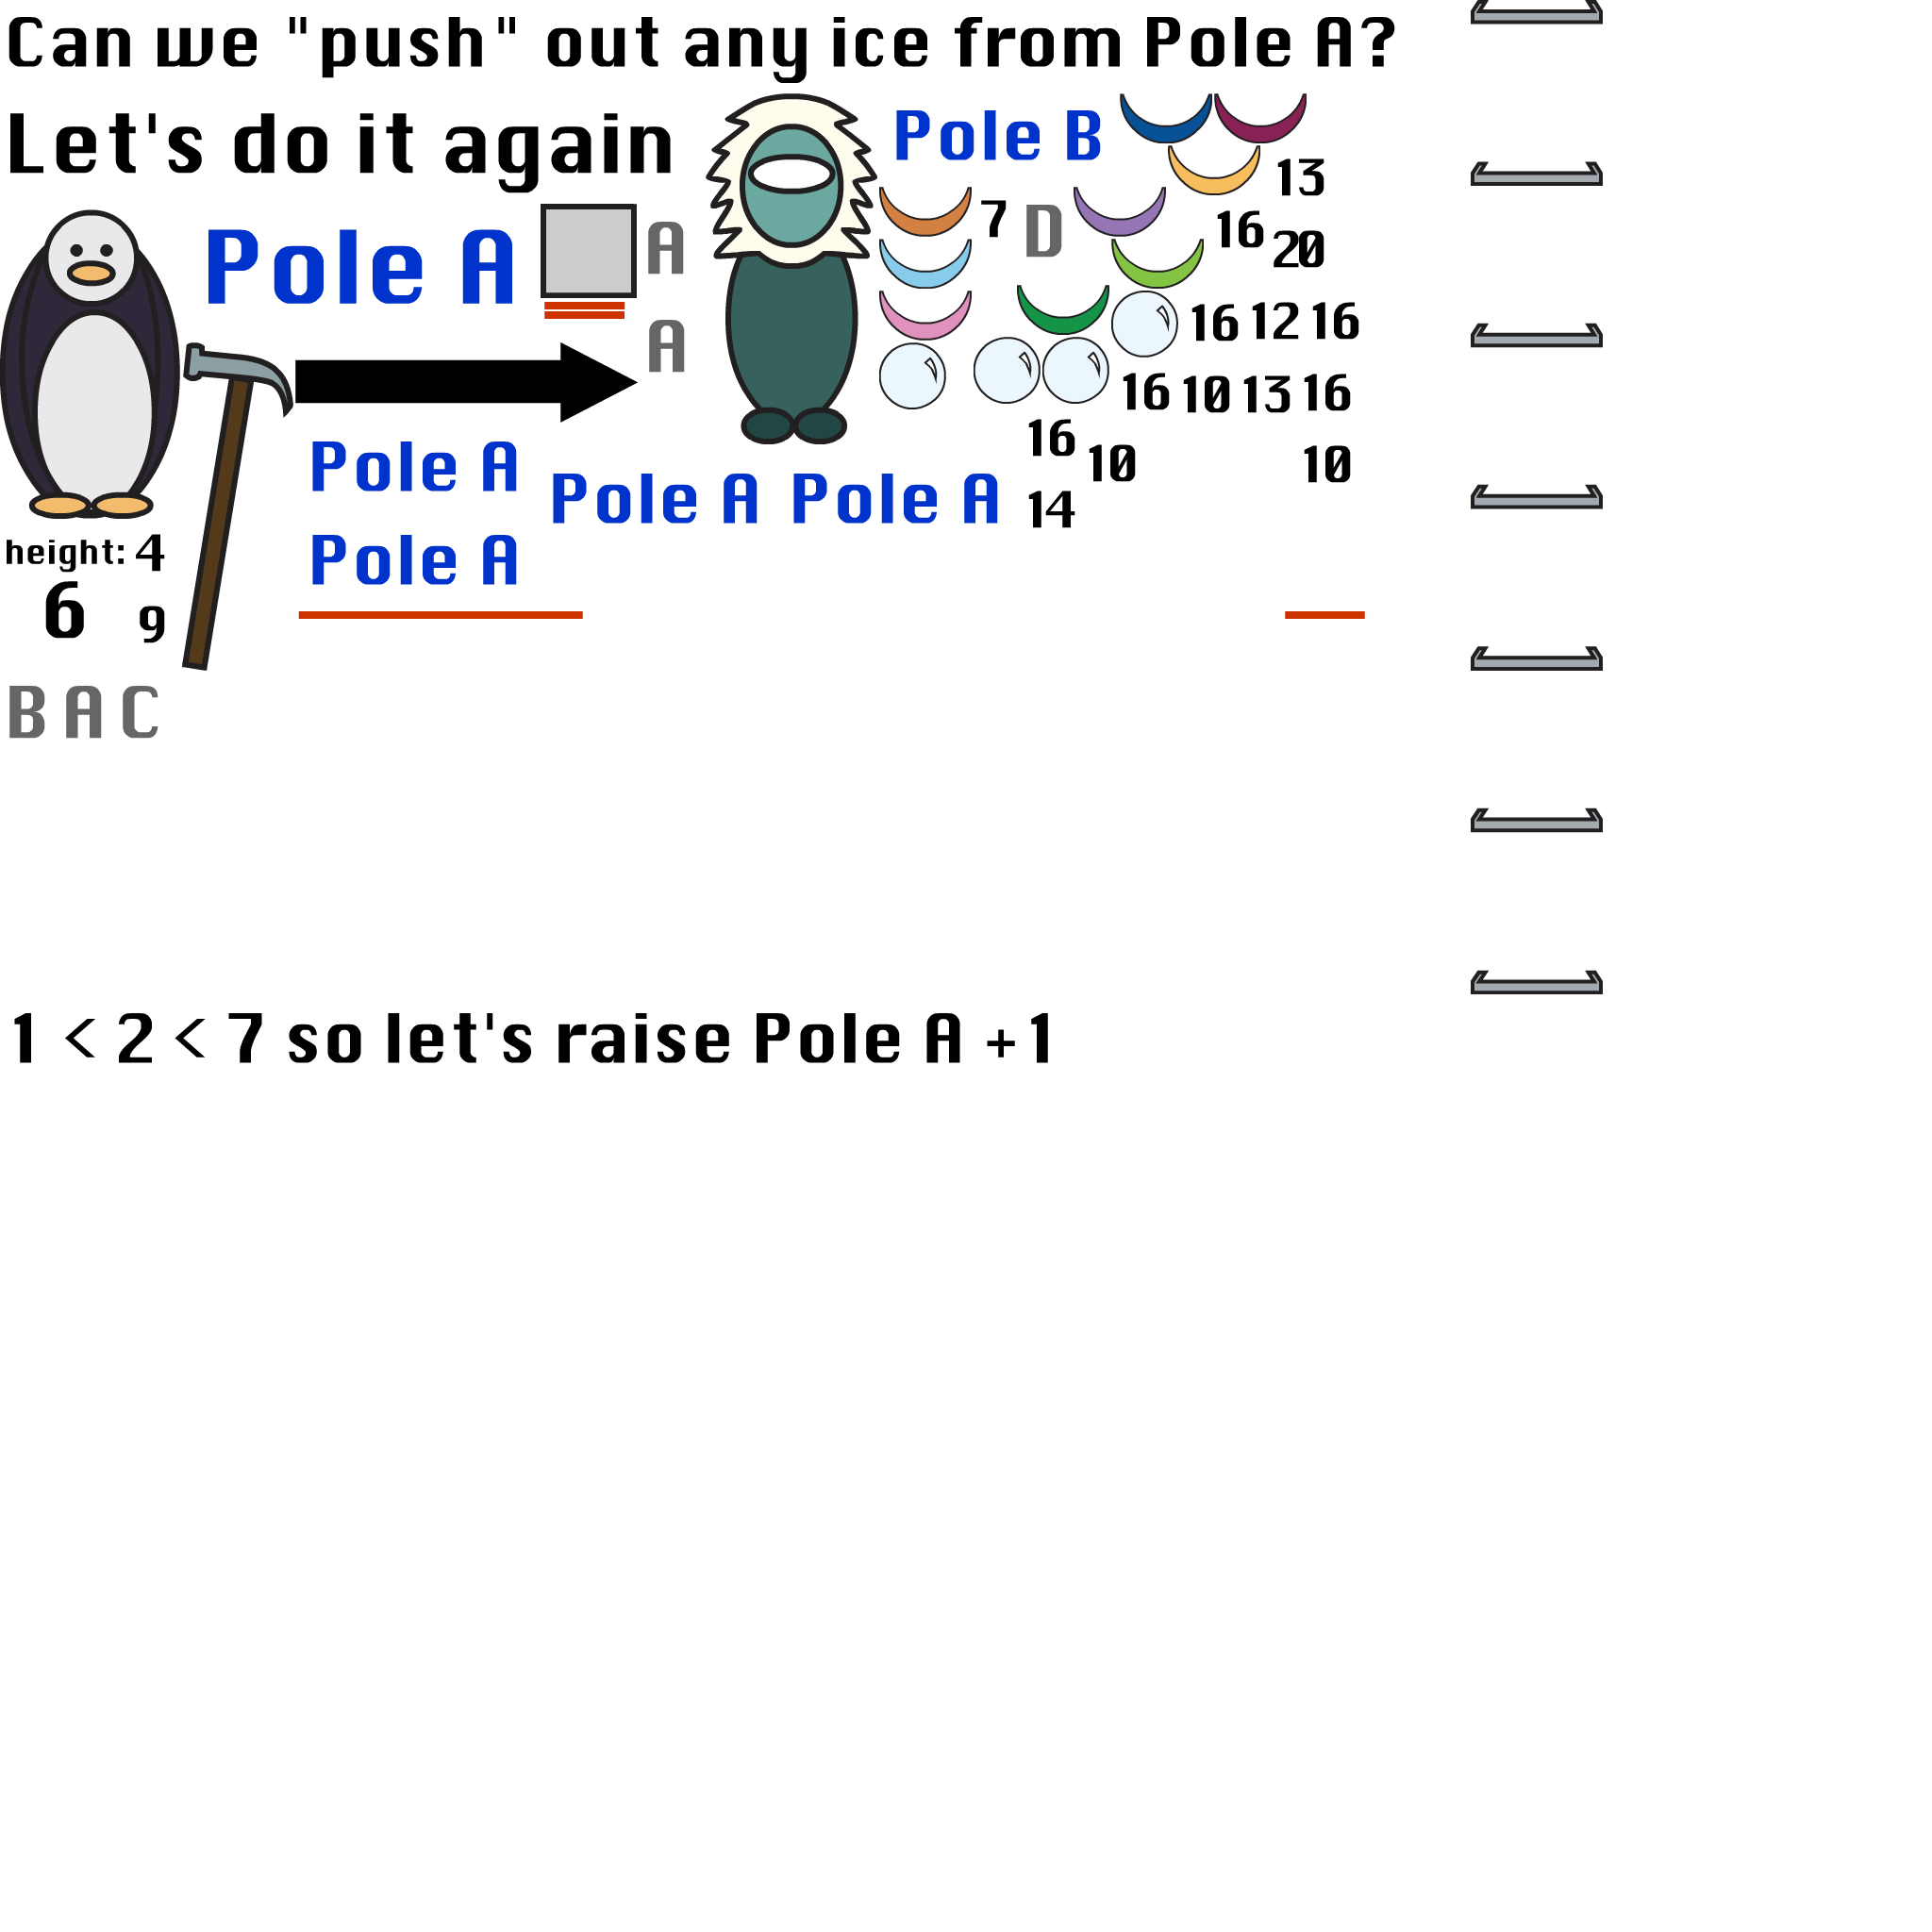 Can we "push" out any ice from Pole A?
Let's do it again
Pole B
13
7 D 16 20
Pole A A
A
16 12 16
16 10 13 16
16 10 10
Pole A
Pole A Pole A 14
Pole A
height: 4
6 9
B A C
1 < 2 < 7 so let's raise Pole A +1